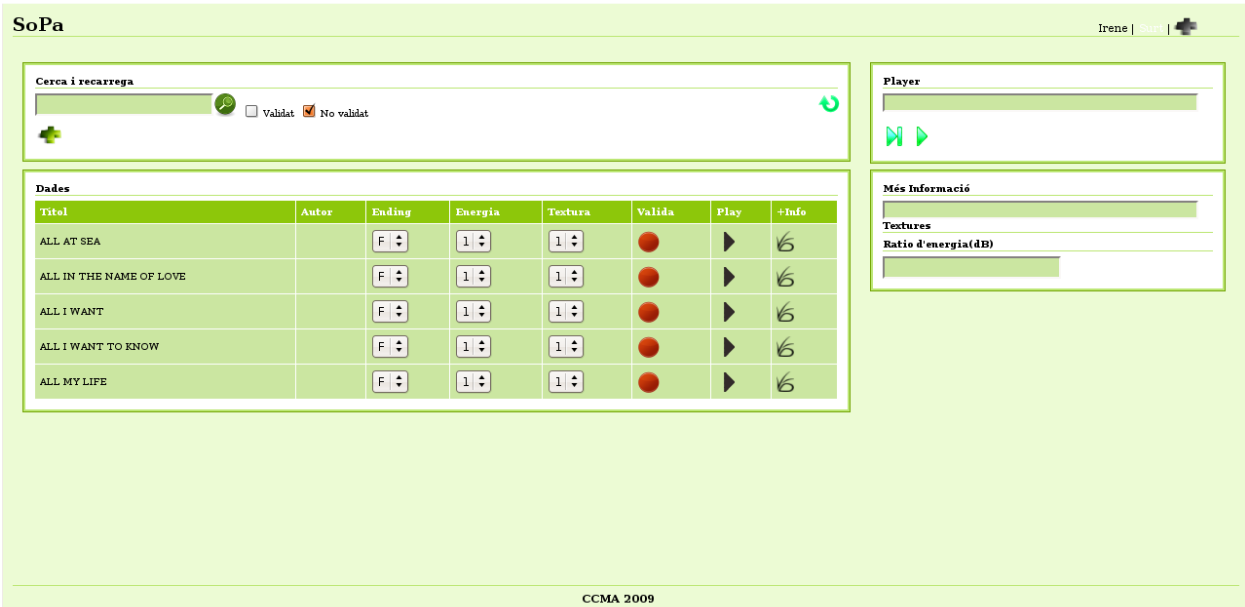 SoPa
Irene | Surt |
Cerca i recarrega
Validat No validat
Player
Dades
Titol Autor Ending Energia Textura Valida Play +Info
ALL AT SEA F 1 1
ALL IN THE NAME OF LOVE F 1 1
ALL I WANT F 1 1
ALL I WANT TO KNOW F 1 1
ALL MY LIFE F 1 1
Més Informació
Textures
Ratio d'energia(dB)
CCMA 2009